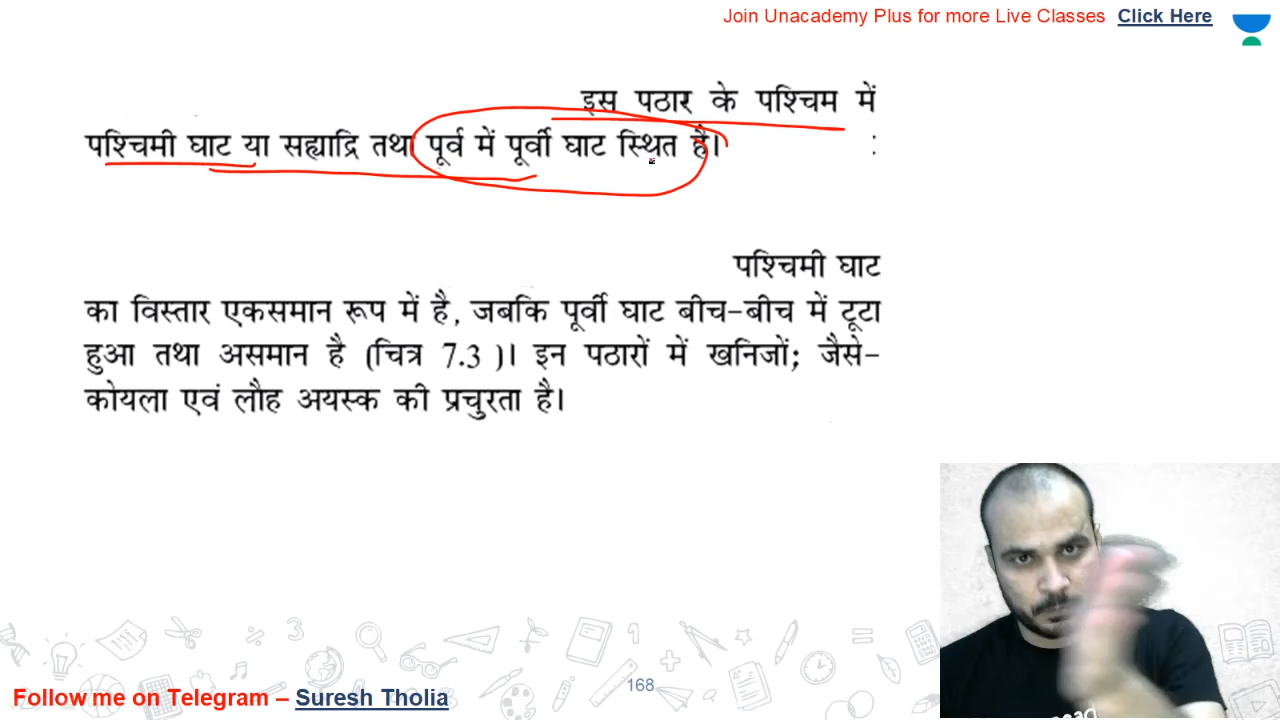 Join Unacademy Plus for more Live Classes Click Here
इस पठार के पश्चिम में
पश्चिमी घाट या सह्याद्रि तथा पूर्व में पूर्वी घाट स्थित है।
पश्चिमी घाट
का विस्तार एकसमान रूप में है, जबकि पूर्वी घाट बीच-बीच में टूटा
हुआ तथा असमान है (चित्र 7.3 )। इन पठारों में खनिजों; जैसे-
कोयला एवं लौह अयस्क की प्रचुरता है।
168
Follow me on Telegram – Suresh Tholia